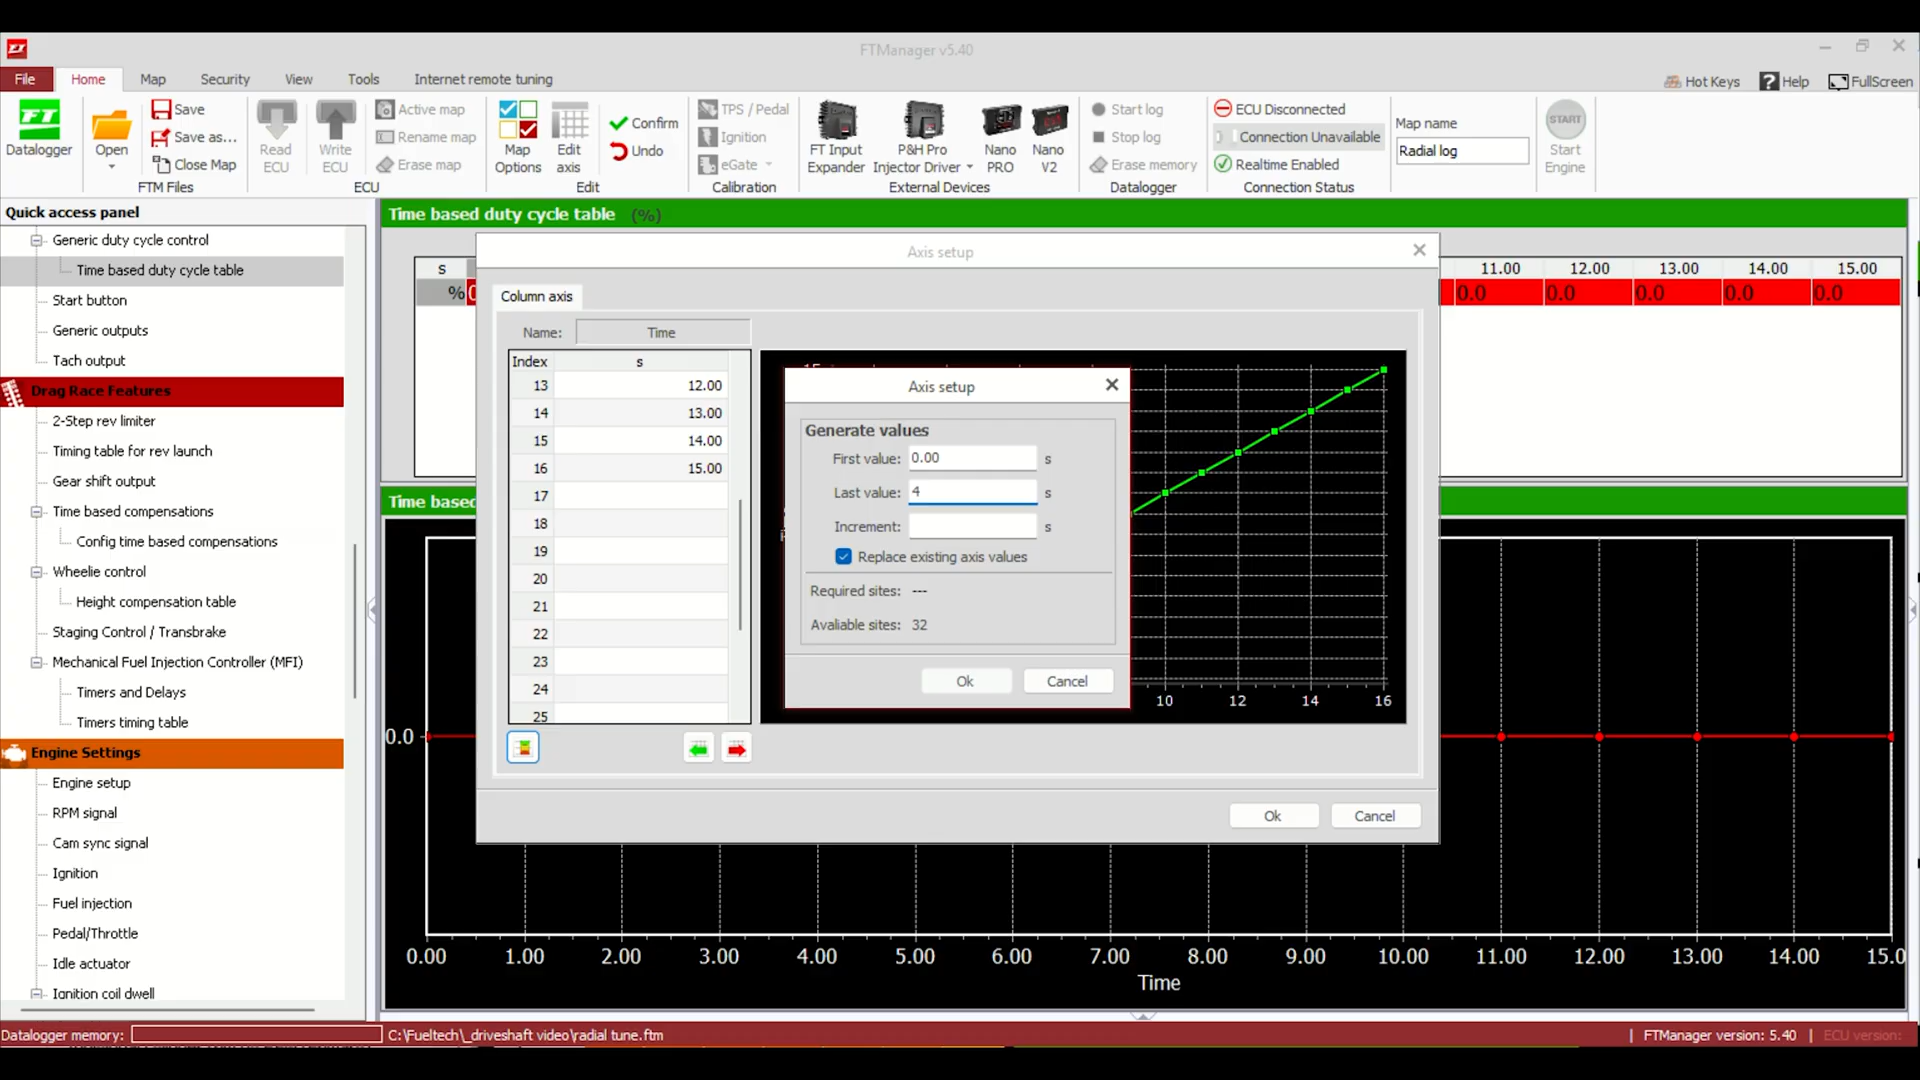 FTManager v5.40
File Home Map Security View Tools Internet remote tuning Hot Keys Help FullScreen
FT
Datalogger
Open
Save
Save as...
Close Map
FTM Files
Read ECU
Write ECU
Active map
Rename map
Erase map
ECU
Map Options
Edit axis
Confirm
Undo
Edit
TPS / Pedal
Ignition
eGate
Calibration
FT Input Expander
P&H Pro Injector Driver
Nano PRO
Nano V2
External Devices
Start log
Stop log
Erase memory
Datalogger
ECU Disconnected
Connection Unavailable
Realtime Enabled
Connection Status
Map name
Radial log
START
Start Engine
Quick access panel
Generic duty cycle control
Time based duty cycle table
Start button
Generic outputs
Tach output
Drag Race Features
2-Step rev limiter
Timing table for rev launch
Gear shift output
Time based compensations
Config time based compensations
Wheelie control
Height compensation table
Staging Control / Transbrake
Mechanical Fuel Injection Controller (MFI)
Timers and Delays
Timers timing table
Engine Settings
Engine setup
RPM signal
Cam sync signal
Ignition
Fuel injection
Pedal/Throttle
Idle actuator
Ignition coil dwell
Time based duty cycle table (%)
s 11.00 12.00 13.00 14.00 15.00
% 0.0 0.0 0.0 0.0 0.0
Axis setup
Column axis
Name: Time
Index s
13 12.00
14 13.00
15 14.00
16 15.00
17
18
19
20
21
22
23
24
25
10 12 14 16
Axis setup
Generate values
First value: 0.00 s
Last value: 4 s
Increment: s
Replace existing axis values
Required sites: ---
Avaliable sites: 32
Ok Cancel
Ok Cancel
Time based
0.0
0.00 1.00 2.00 3.00 4.00 5.00 6.00 7.00 8.00 9.00 10.00 11.00 12.00 13.00 14.00 15.0
Time
Datalogger memory: C:\Fueltech\_driveshaft video\radial tune.ftm | FTManager version: 5.40 | ECU version: